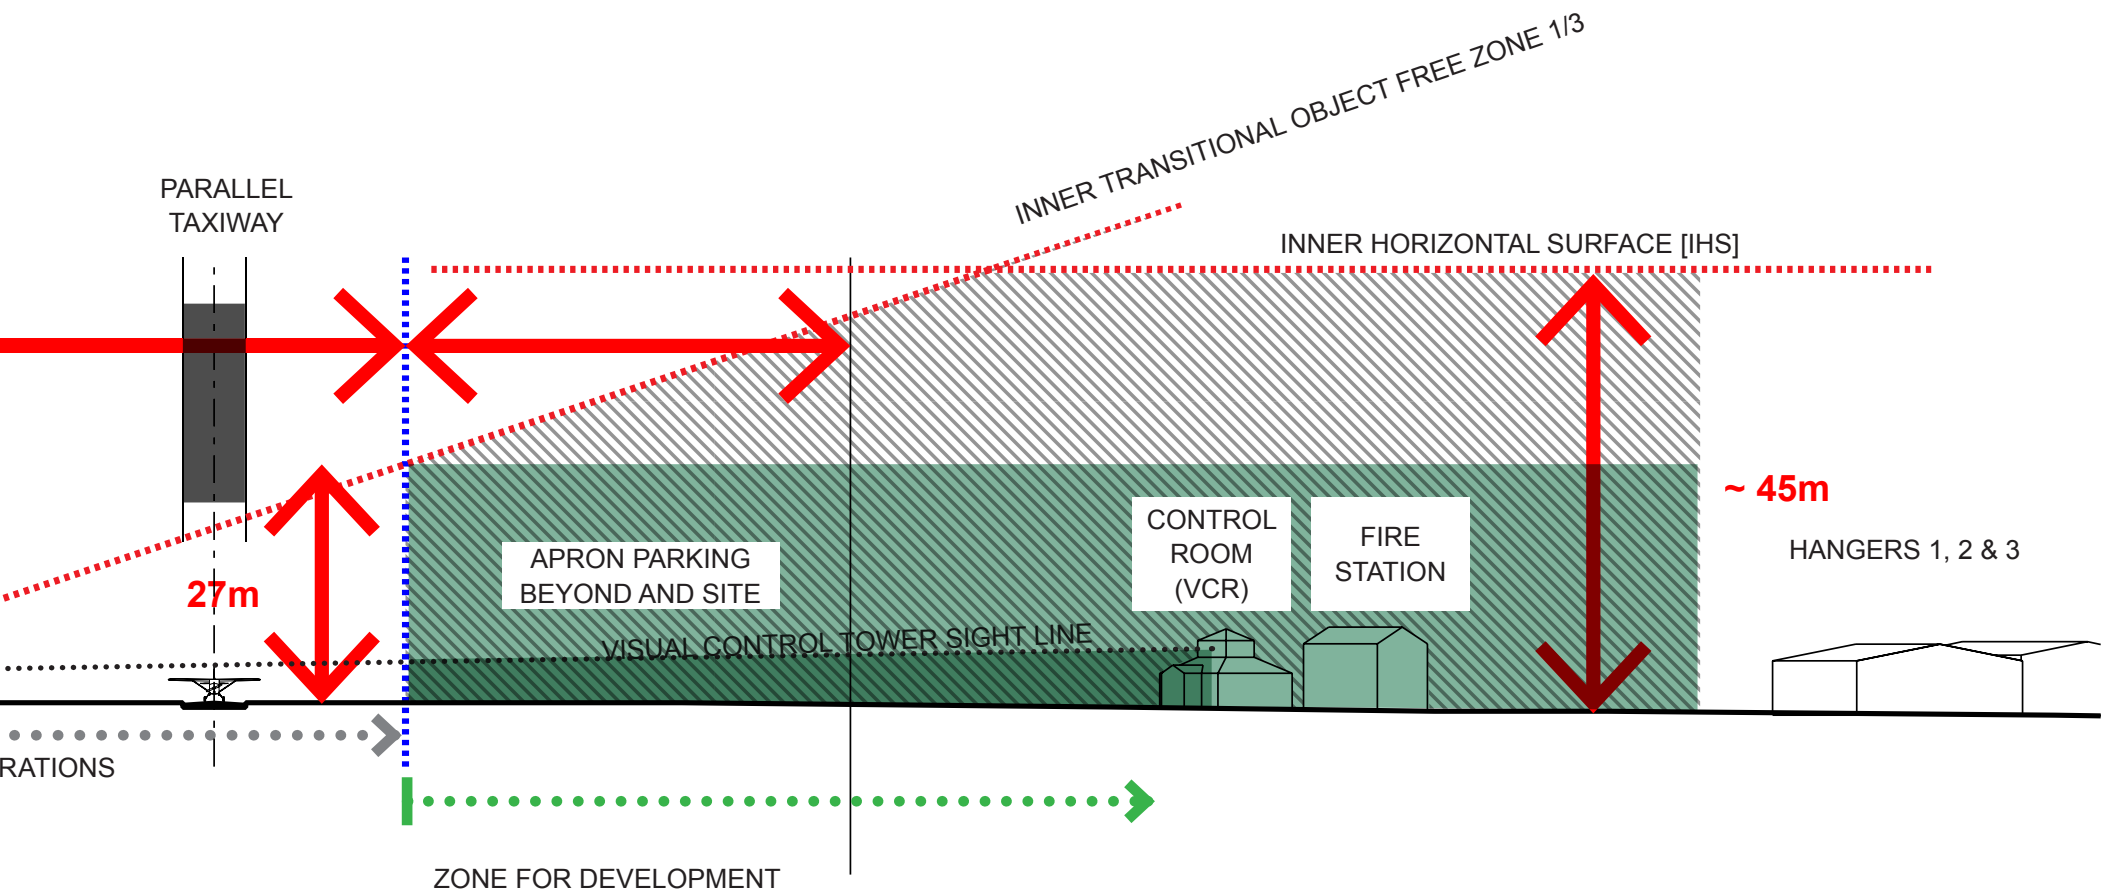 INNER TRANSITIONAL OBJECT FREE ZONE 1/3
PARALLEL
TAXIWAY
INNER HORIZONTAL SURFACE [IHS]
~ 45m
CONTROL
ROOM
(VCR)
FIRE
STATION
HANGERS 1, 2 & 3
APRON PARKING
BEYOND AND SITE
27m
VISUAL CONTROL TOWER SIGHT LINE
RATIONS
ZONE FOR DEVELOPMENT